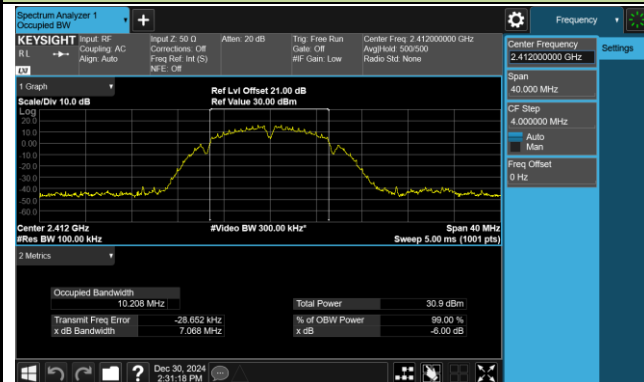 Spectrum Analyzer 1
Occupied BW
Frequency
KEYSIGHT
Input: RF
Coupling: AC
Align: Auto
Input Z: 50 Ω
Corrections: Off
Freq Ref: Int (S)
NFE: Off
Atten: 20 dB
Trig: Free Run
Gate: Off
#IF Gain: Low
Center Freq: 2.412000000 GHz
Avg|Hold: 500/500
Radio Std: None
R L
LXI
Center Frequency
2.412000000 GHz
Settings
Span
40.000 MHz
CF Step
4.000000 MHz
Auto
Man
Freq Offset
0 Hz
1 Graph
Scale/Div 10.0 dB
Ref Lvl Offset 21.00 dB
Ref Value 30.00 dBm
Log
20.0
10.0
0.00
-10.0
-20.0
-30.0
-40.0
-50.0
-60.0
Center 2.412 GHz
#Video BW 300.00 kHz*
Span 40 MHz
#Res BW 100.00 kHz
Sweep 5.00 ms (1001 pts)
2 Metrics
Occupied Bandwidth
10.208 MHz
Total Power
30.9 dBm
Transmit Freq Error
-28.652 kHz
% of OBW Power
99.00 %
x dB Bandwidth
7.068 MHz
x dB
-6.00 dB
Dec 30, 2024
2:31:18 PM